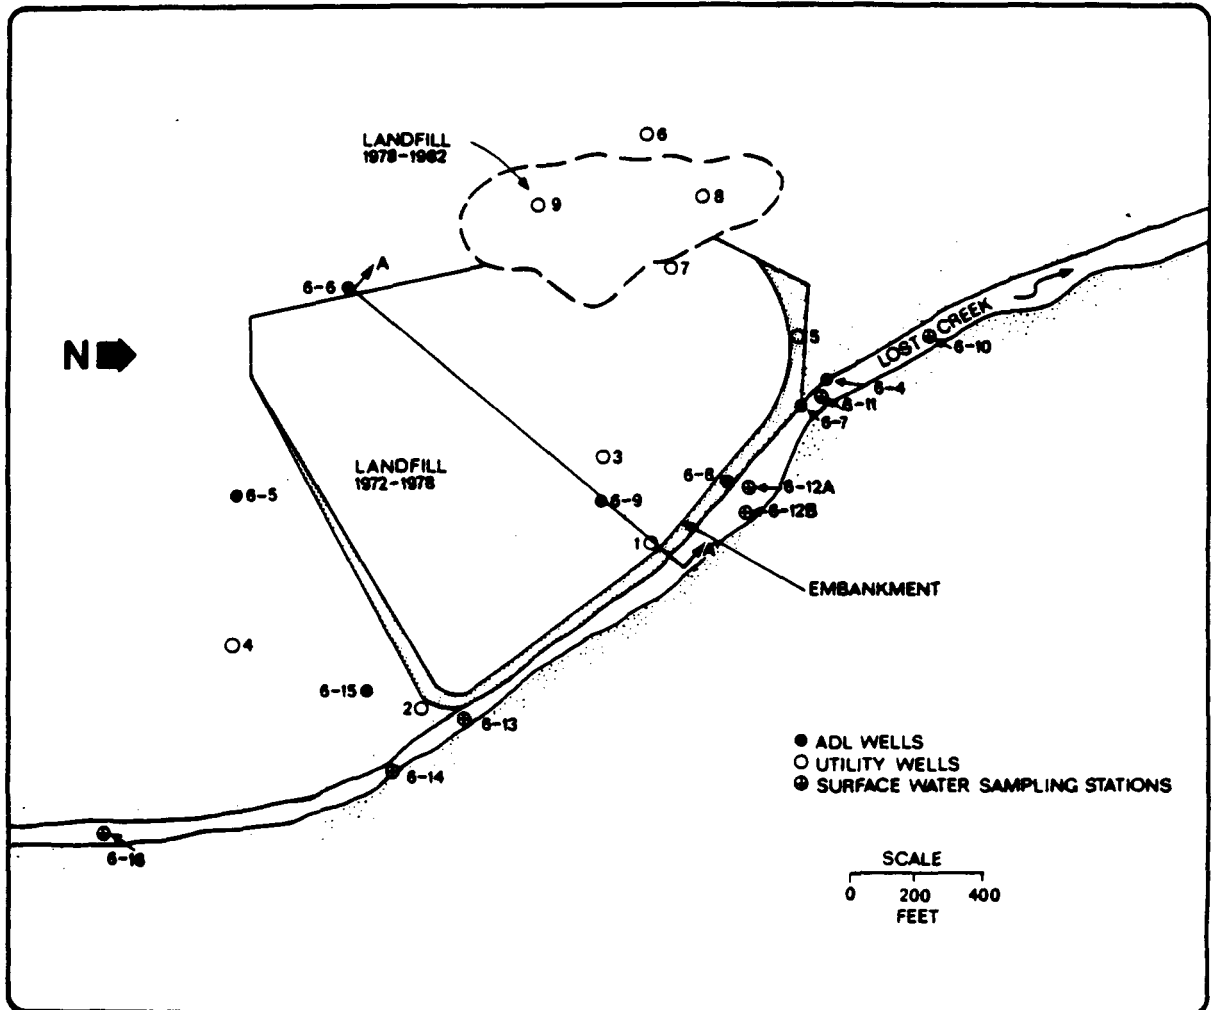 6
LANDFILL
1978-1982
9
8
A
7
6-6
5
N
LOST CREEK
6-10
6-4
6-11
6-7
3
LANDFILL
1972-1978
6-8
6-12A
6-5
6-9
6-12B
1
A'
EMBANKMENT
4
6-15
2
6-13
6-14
ADL WELLS
UTILITY WELLS
SURFACE WATER SAMPLING STATIONS
6-16
SCALE
0 200 400
FEET